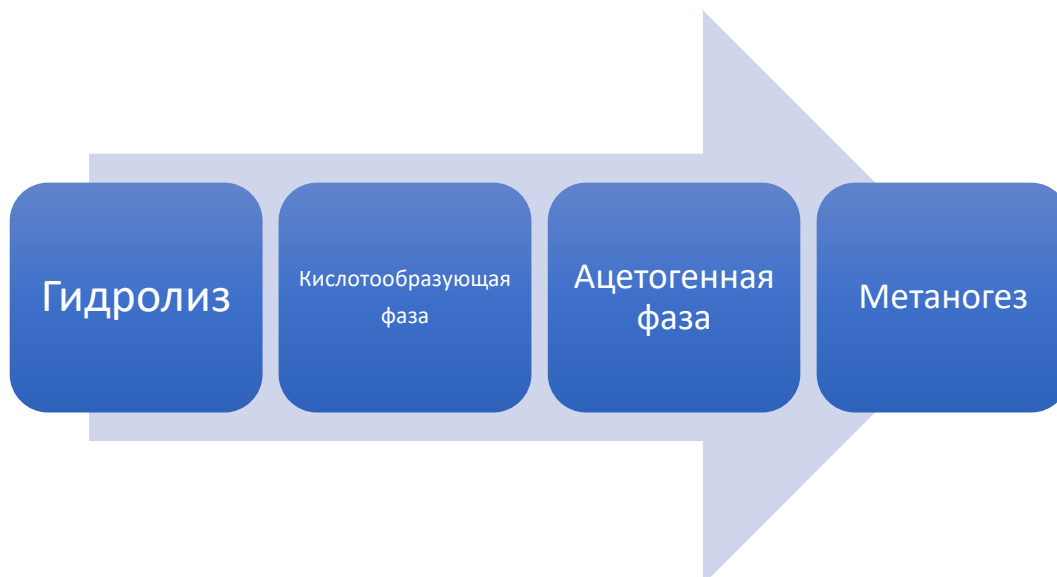 Гидролиз
Кислотообразующая
фаза
Ацетогенная
фаза
Метаногез